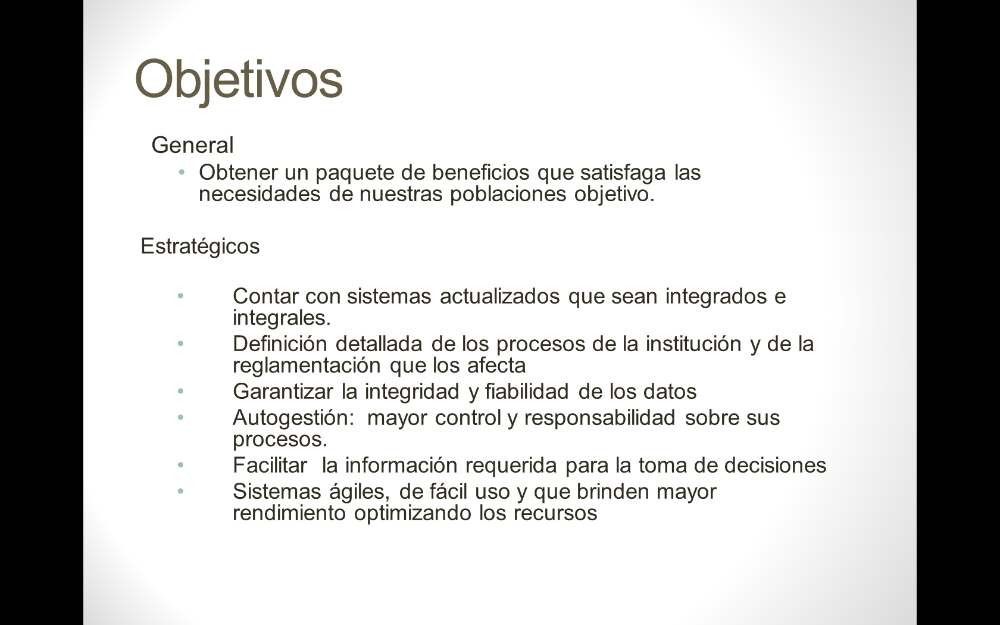 Objetivos
General
• Obtener un paquete de beneficios que satisfaga las
necesidades de nuestras poblaciones objetivo.
Estratégicos
• Contar con sistemas actualizados que sean integrados e
integrales.
• Definición detallada de los procesos de la institución y de la
reglamentación que los afecta
• Garantizar la integridad y fiabilidad de los datos
• Autogestión:  mayor control y responsabilidad sobre sus
procesos.
• Facilitar  la información requerida para la toma de decisiones
• Sistemas ágiles, de fácil uso y que brinden mayor
rendimiento optimizando los recursos